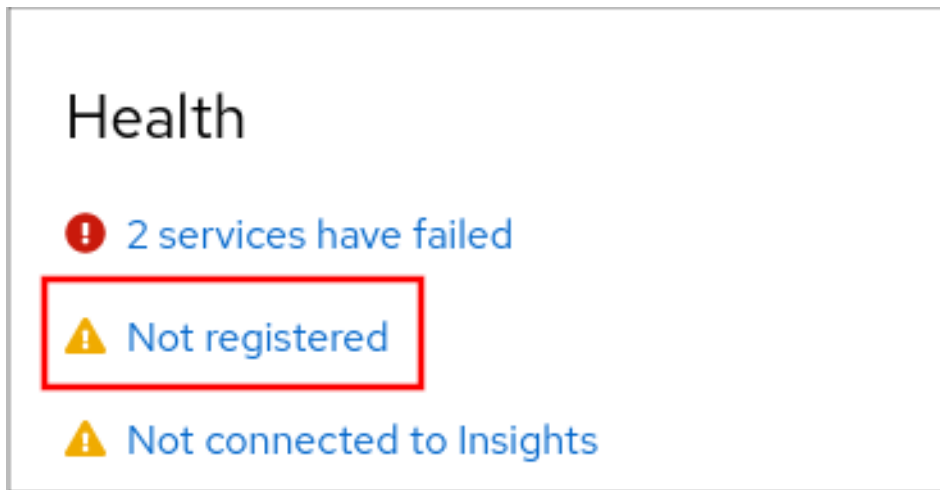 Health
2 services have failed
Not registered
Not connected to Insights